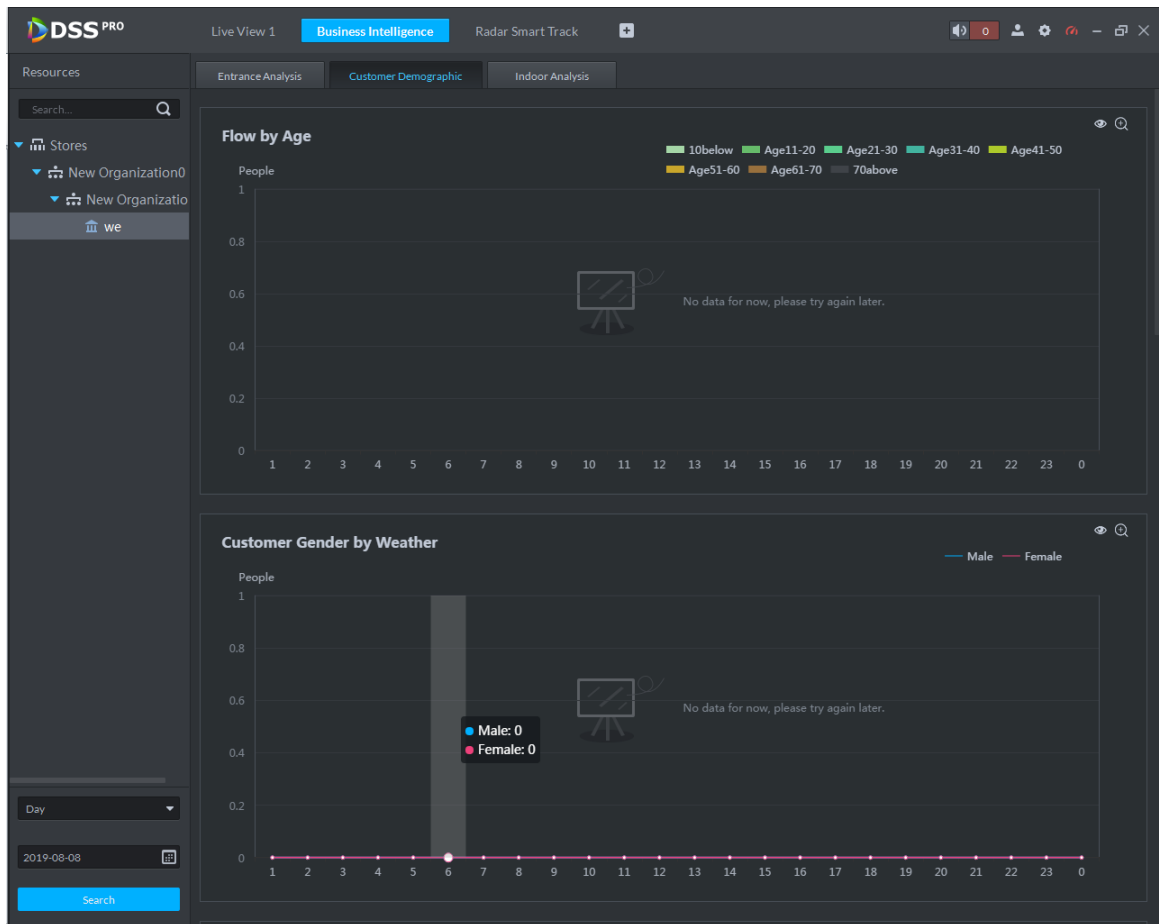 DSS PRO
Live View 1 Business Intelligence Radar Smart Track 0
Resources
Entrance Analysis Customer Demographic Indoor Analysis
Search...
Stores
New Organization0
New Organizatio
we
Flow by Age
10below Age11-20 Age21-30 Age31-40 Age41-50
Age51-60 Age61-70 70above
People
1
0.8
0.6
No data for now, please try again later.
0.4
0.2
0
1 2 3 4 5 6 7 8 9 10 11 12 13 14 15 16 17 18 19 20 21 22 23 0
Customer Gender by Weather
Male Female
People
1
0.8
0.6
No data for now, please try again later.
Male: 0
Female: 0
0.4
0.2
0
1 2 3 4 5 6 7 8 9 10 11 12 13 14 15 16 17 18 19 20 21 22 23 0
Day
2019-08-08
Search